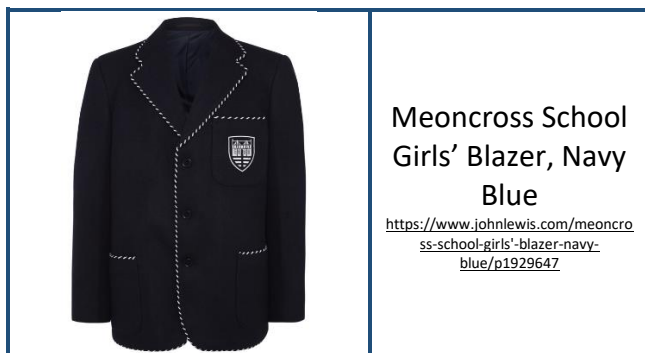 Meoncross School
Girls’ Blazer, Navy
Blue
https://www.johnlewis.com/meoncro
ss-school-girls'-blazer-navy-
blue/p1929647